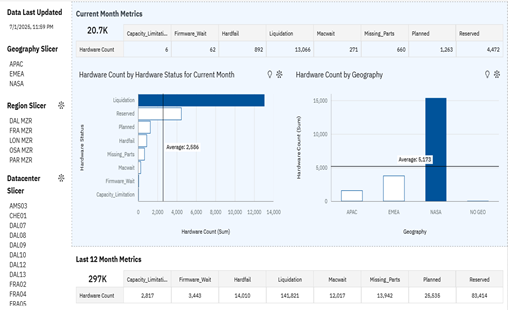 Data Last Updated
7/1/2025, 11:59 PM
Geography Slicer
APAC
EMEA
NASA
Region Slicer
DAL MZR
FRA MZR
LON MZR
OSA MZR
PAR MZR
Datacenter
Slicer
AMS03
CHE01
DAL07
DAL08
DAL09
DAL10
DAL12
DAL13
FRA02
FRA04
FRA05
Current Month Metrics
20.7K
Capacity_Limitati... Firmware_Wait Hardfail Liquidation Macwait Missing_Parts Planned Reserved
Hardware Count 6 62 892 13,066 271 660 1,263 4,472
Hardware Count by Hardware Status for Current Month
Hardware Status
Liquidation
Reserved
Planned
Hardfail
Missing_Parts
Macwait
Firmware_Wait
Capacity_Limitation
Average: 2,586
0 2,000 4,000 6,000 8,000 10,000 12,000 14,000
Hardware Count (Sum)
Hardware Count by Geography
Hardware Count (Sum)
15,000
10,000
5,000
0
Average: 5,173
APAC EMEA NASA NO GEO
Geography
Last 12 Month Metrics
297K
Capacity_Limitati... Firmware_Wait Hardfail Liquidation Macwait Missing_Parts Planned Reserved
Hardware Count 2,817 3,443 14,010 141,821 12,017 13,942 25,535 83,414